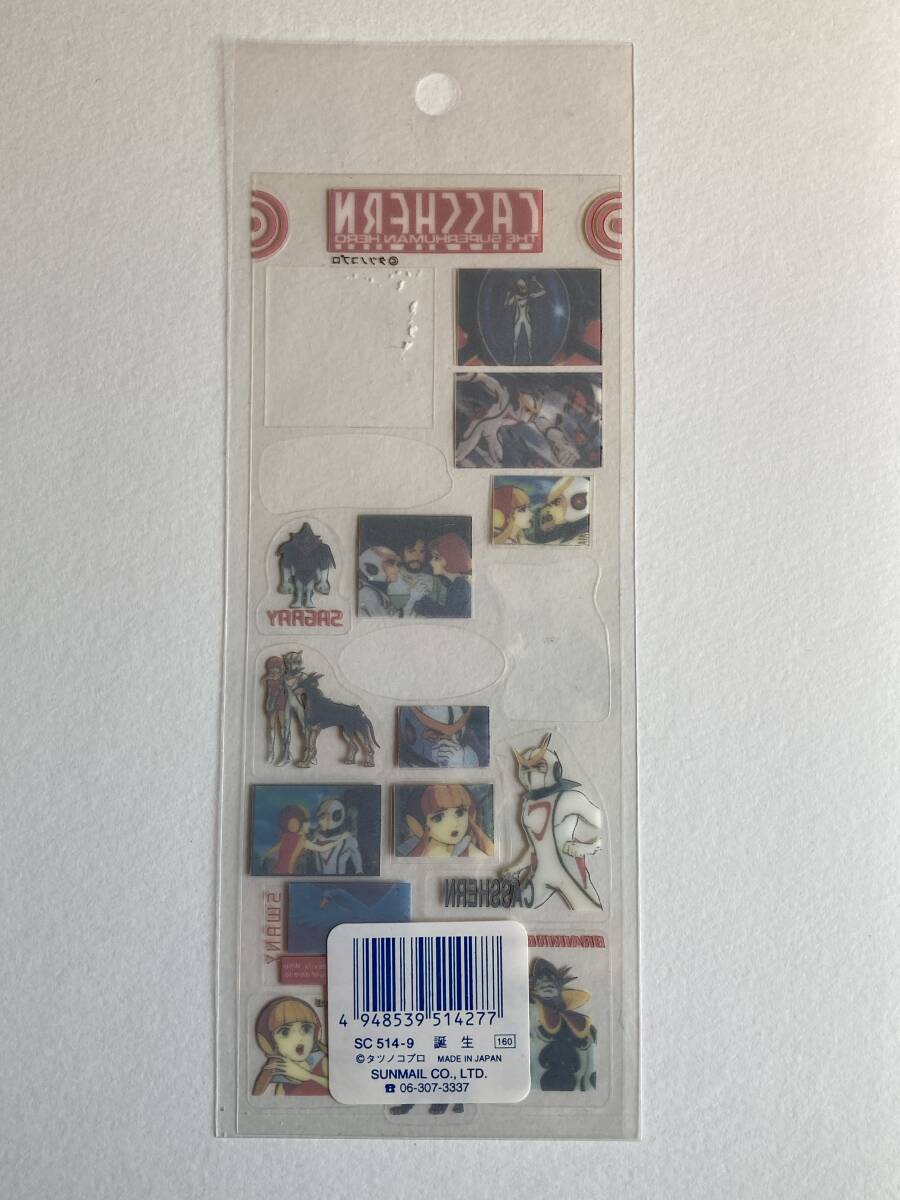 CASSHERN
THE SUPERHUMAN HERO
©タツノコプロ
SAGRAY
CASSHERN
SWANY
4 948539 514277
SC 514-9 誕生 160
©タツノコプロ MADE IN JAPAN
SUNMAIL CO., LTD.
☎ 06-307-3337